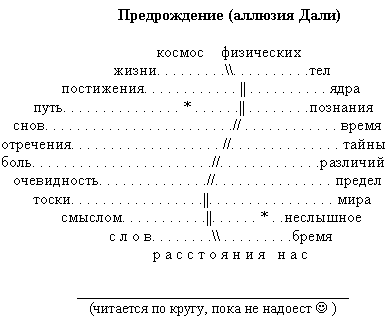 Предрождение (аллюзия Дали)
космос физических
жизни. . . . . . . . . .\\. . . . . . . . . . .тел
постижения. . . . . . . . . . . . . || . . . . . . . . . . . ядра
путь. . . . . . . . . . . . . . . . * . . . . . .|| . . . . . . . . .познания
снов. . . . . . . . . . . . . . . . . . . . . . . . .// . . . . . . . . . . . . . время
отречения. . . . . . . . . . . . . . . . . . . . .// . . . . . . . . . . . . . . . тайны
боль. . . . . . . . . . . . . . . . . . . . . . . .//. . . . . . . . . . . . .различий
очевидность. . . . . . . . . . . . . . .//. . . . . . . . . . . . . . . . предел
тоски. . . . . . . . . . . . . . . . . .||. . . . . . . . . . . . . . . . . мира
смыслом. . . . . . . . . . .||. . . . . . * . .неслышное
с л о в. . . . . . . .\\ . . . . . . . . . .бремя
р а с с т о я н и я н а с
(читается по кругу, пока не надоест ☺ )